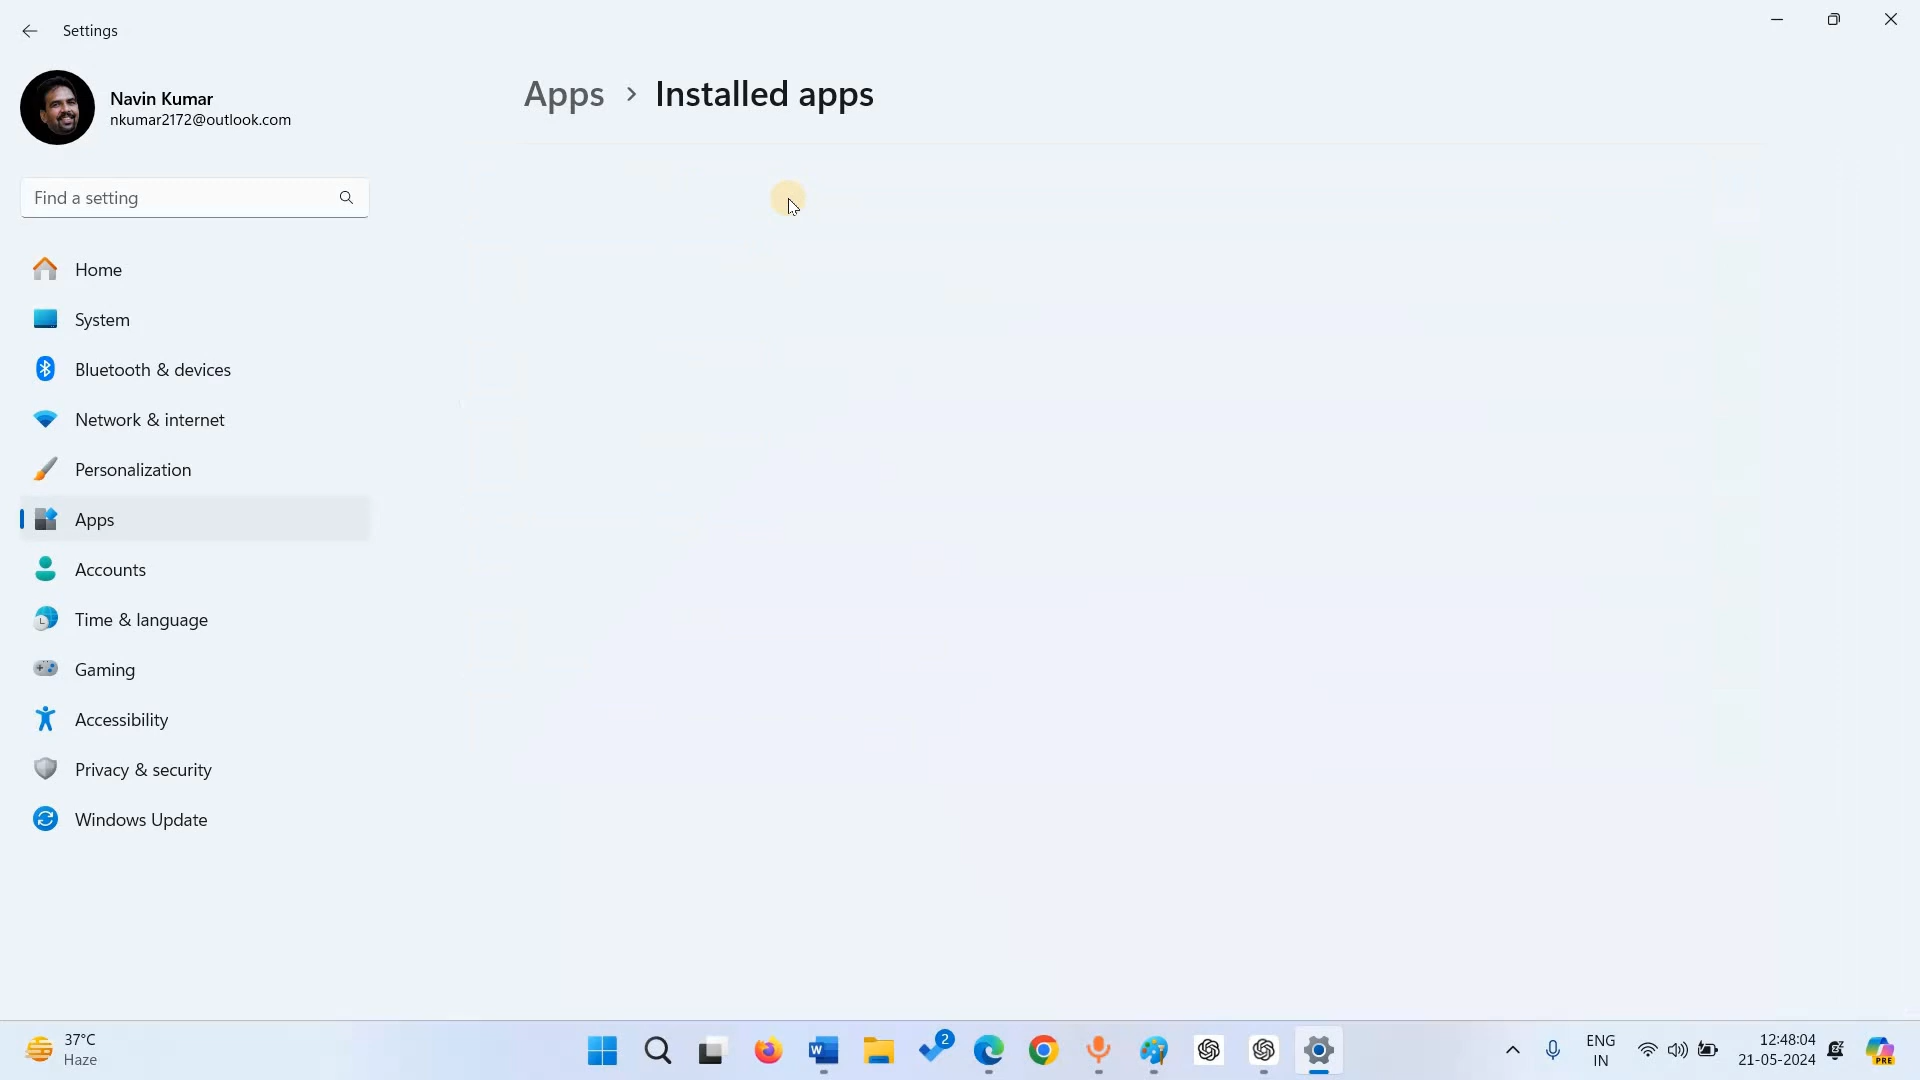 Settings
Navin Kumar
nkumar2172@outlook.com
Apps > Installed apps
Find a setting
Home
System
Bluetooth & devices
Network & internet
Personalization
Apps
Accounts
Time & language
Gaming
Accessibility
Privacy & security
Windows Update
37°C
Haze
W
2
PRE
ENG
IN
12:48:04
21-05-2024